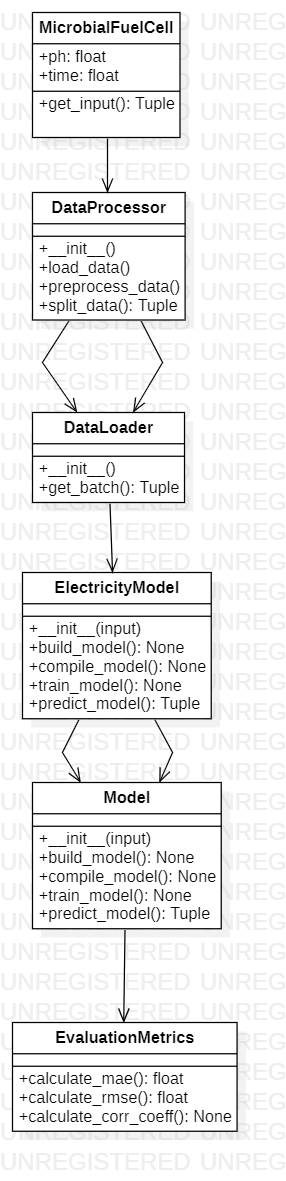 MicrobialFuelCell
+ph: float
+time: float
+get_input(): Tuple
DataProcessor
+__init__()
+load_data()
+preprocess_data()
+split_data(): Tuple
DataLoader
+__init__()
+get_batch(): Tuple
ElectricityModel
+__init__(input)
+build_model(): None
+compile_model(): None
+train_model(): None
+predict_model(): Tuple
Model
+__init__(input)
+build_model(): None
+compile_model(): None
+train_model(): None
+predict_model(): Tuple
EvaluationMetrics
+calculate_mae(): float
+calculate_rmse(): float
+calculate_corr_coeff(): None
UNREGISTERED